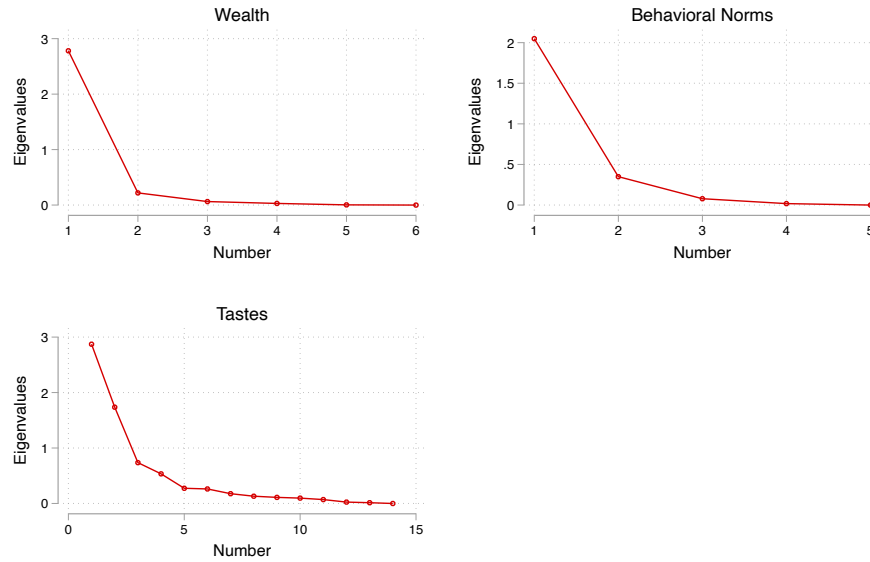 Wealth
3
2
1
0
Eigenvalues
1 2 3 4 5 6
Number
Behavioral Norms
2
1.5
1
.5
0
Eigenvalues
1 2 3 4 5
Number
Tastes
3
2
1
0
Eigenvalues
0 5 10 15
Number